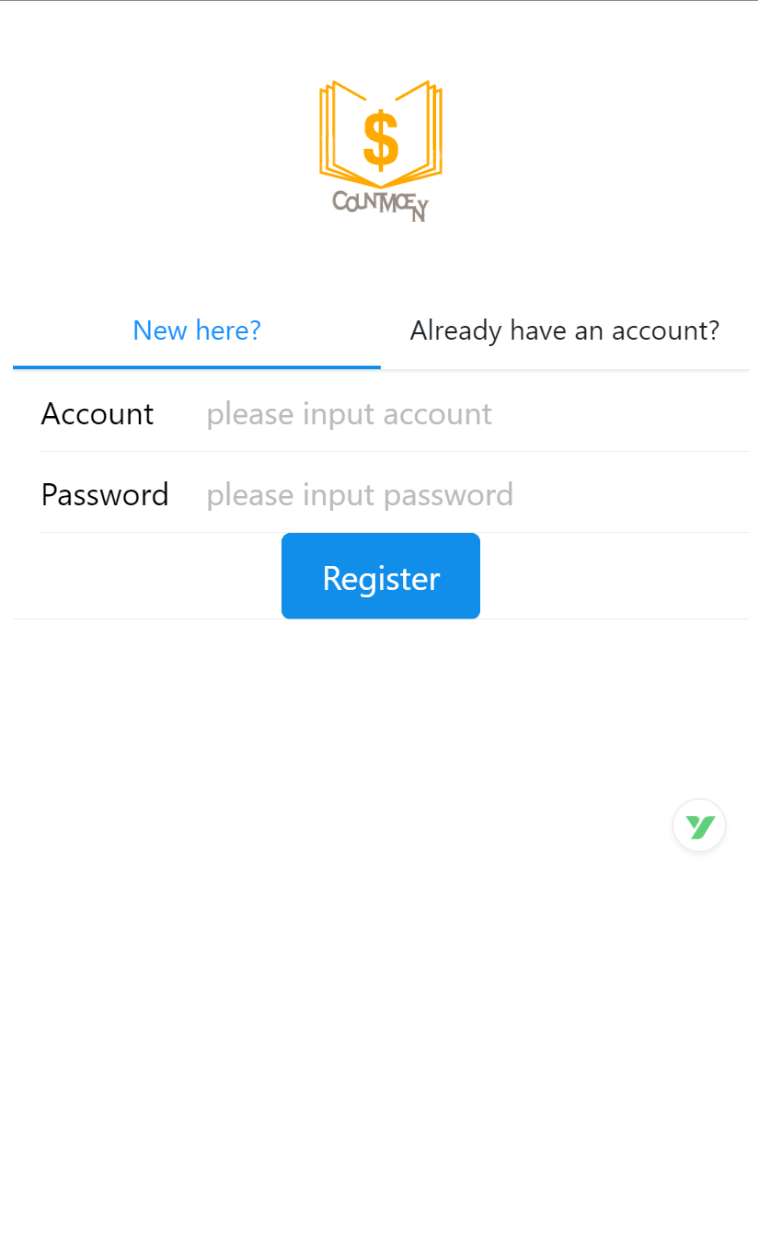 $
COUNTMOENY
New here?
Already have an account?
Account
please input account
Password
please input password
Register